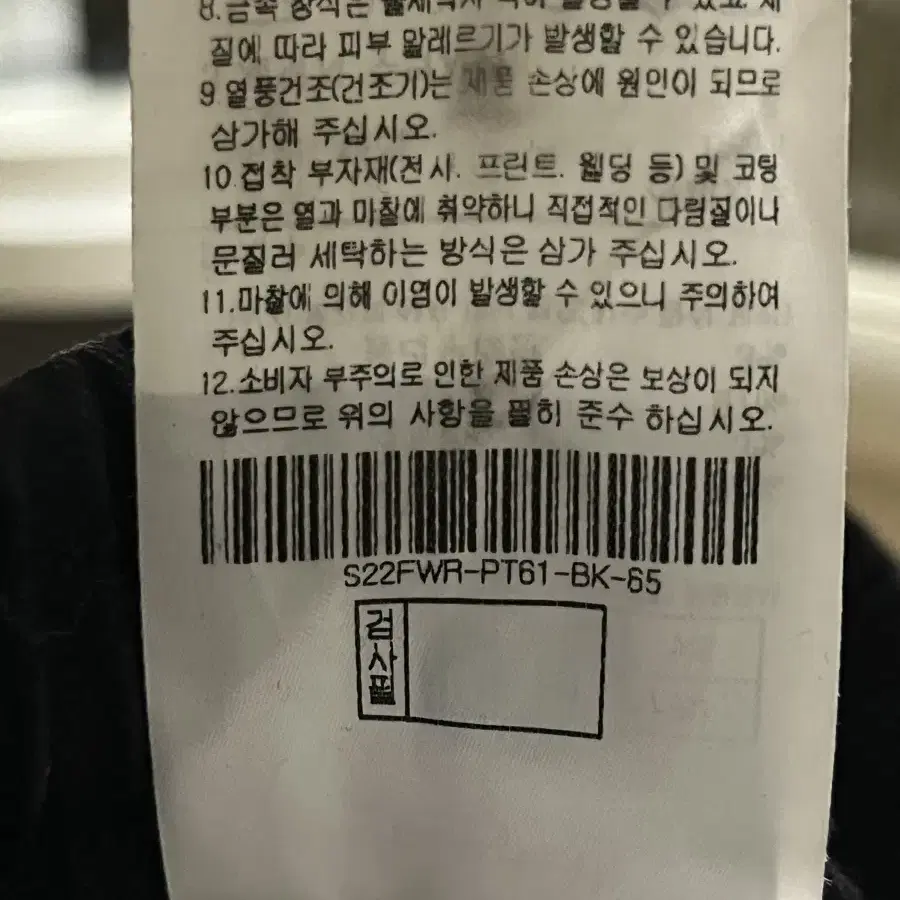 8.금속 장식은
질에 따라 피부 알레르기가 발생할 수 있습니다.
9.열풍건조(건조기)는 제품 손상에 원인이 되므로
삼가해 주십시오.
10.접착 부자재(전사. 프린트. 웰딩 등) 및 코팅
부분은 열과 마찰에 취약하니 직접적인 다림질이나
문질러 세탁하는 방식은 삼가 주십시오.
11.마찰에 의해 이염이 발생할 수 있으니 주의하여
주십시오.
12.소비자 부주의로 인한 제품 손상은 보상이 되지
않으므로 위의 사항을 필히 준수 하십시오.
S22FWR-PT61-BK-65
검사필